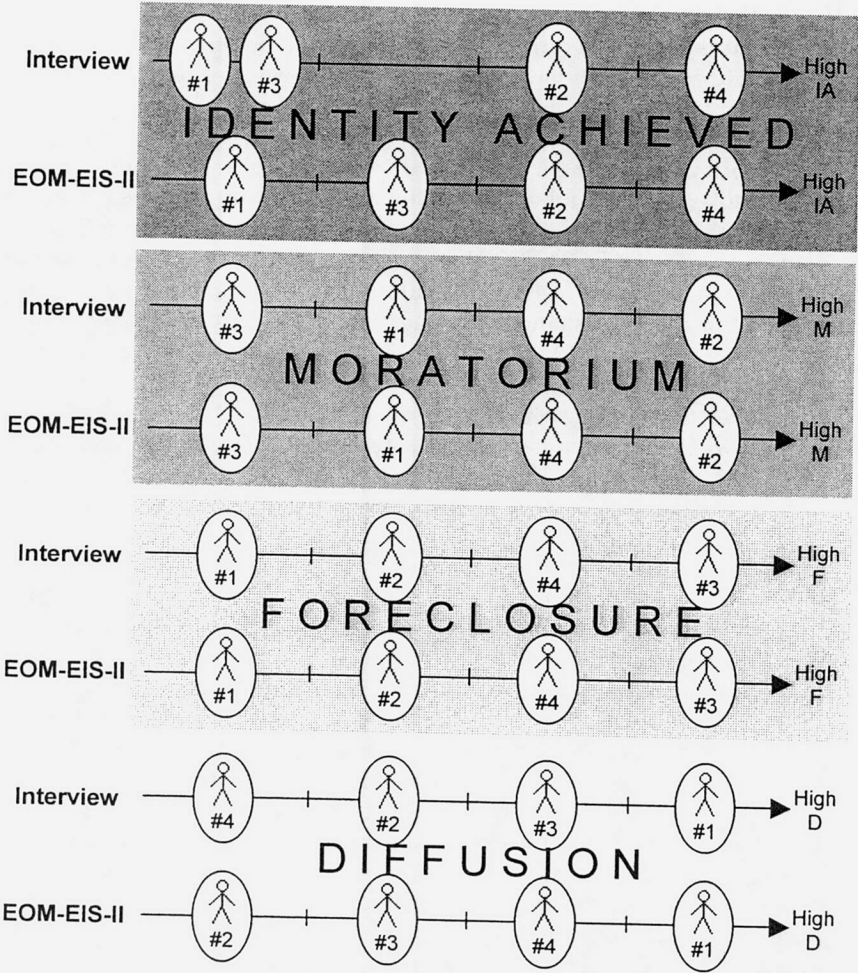 Interview #1 #3 #2 #4 High IA
IDENTITY ACHIEVED
EOM-EIS-II #1 #3 #2 #4 High IA
Interview #3 #1 #4 #2 High M
MORATORIUM
EOM-EIS-II #3 #1 #4 #2 High M
Interview #1 #2 #4 #3 High F
FORECLOSURE
EOM-EIS-II #1 #2 #4 #3 High F
Interview #4 #2 #3 #1 High D
DIFFUSION
EOM-EIS-II #2 #3 #4 #1 High D